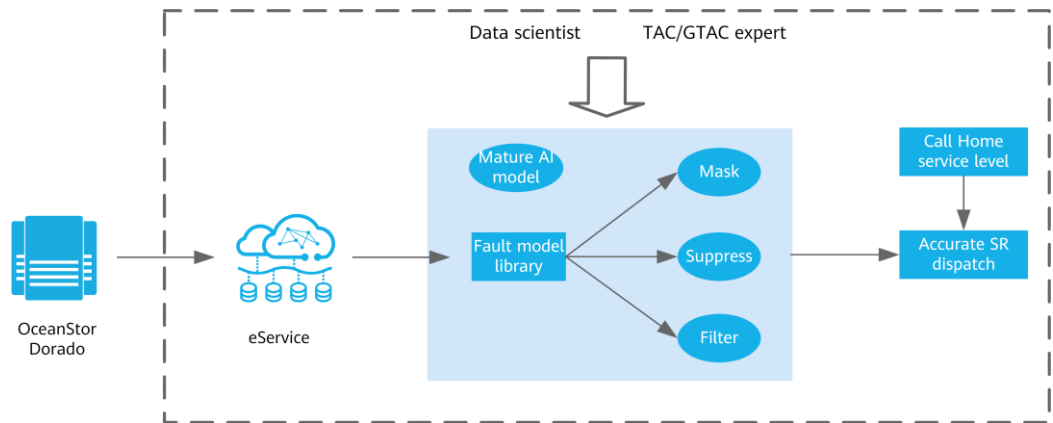 Data scientist
TAC/GTAC expert
Mature AI
model
Mask
Call Home
service level
Fault model
library
Suppress
Accurate SR
dispatch
OceanStor
Dorado
eService
Filter